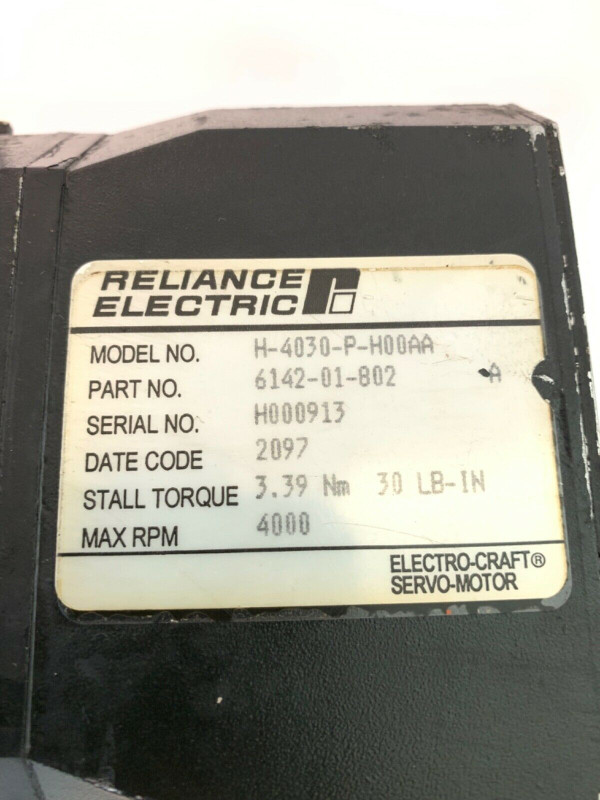 RELIANCE
ELECTRIC
MODEL NO. H-4030-P-H00AA
PART NO. 6142-01-802 A
SERIAL NO. H000913
DATE CODE 2097
STALL TORQUE 3.39 Nm 30 LB-IN
MAX RPM 4000
ELECTRO-CRAFT®
SERVO-MOTOR